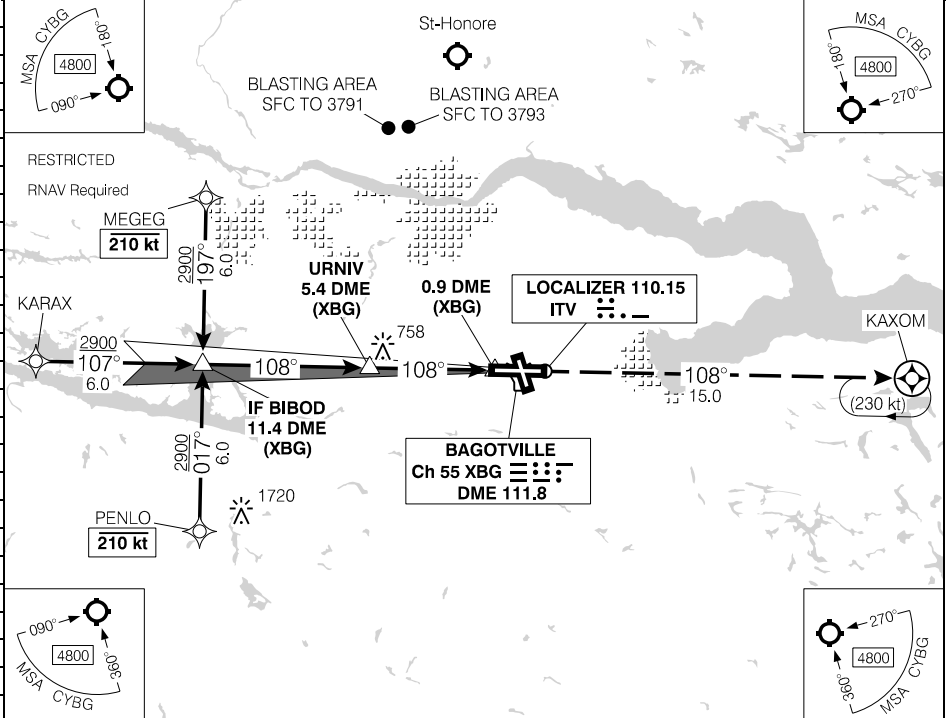 MSA CYBG
180°
4800
090°
St-Honore
BLASTING AREA
SFC TO 3791
BLASTING AREA
SFC TO 3793
MSA CYBG
180°
4800
270°
RESTRICTED
RNAV Required
MEGEG
210 kt
2900
197°
6.0
URNIV
5.4 DME
(XBG)
0.9 DME
(XBG)
LOCALIZER 110.15
ITV
KARAX
2900
107°
6.0
758
108°
108°
108°
15.0
KAXOM
(230 kt)
IF BIBOD
11.4 DME
(XBG)
2900
017°
6.0
BAGOTVILLE
Ch 55 XBG
DME 111.8
1720
PENLO
210 kt
090°
4800
360°
MSA CYBG
270°
4800
360°
MSA CYBG